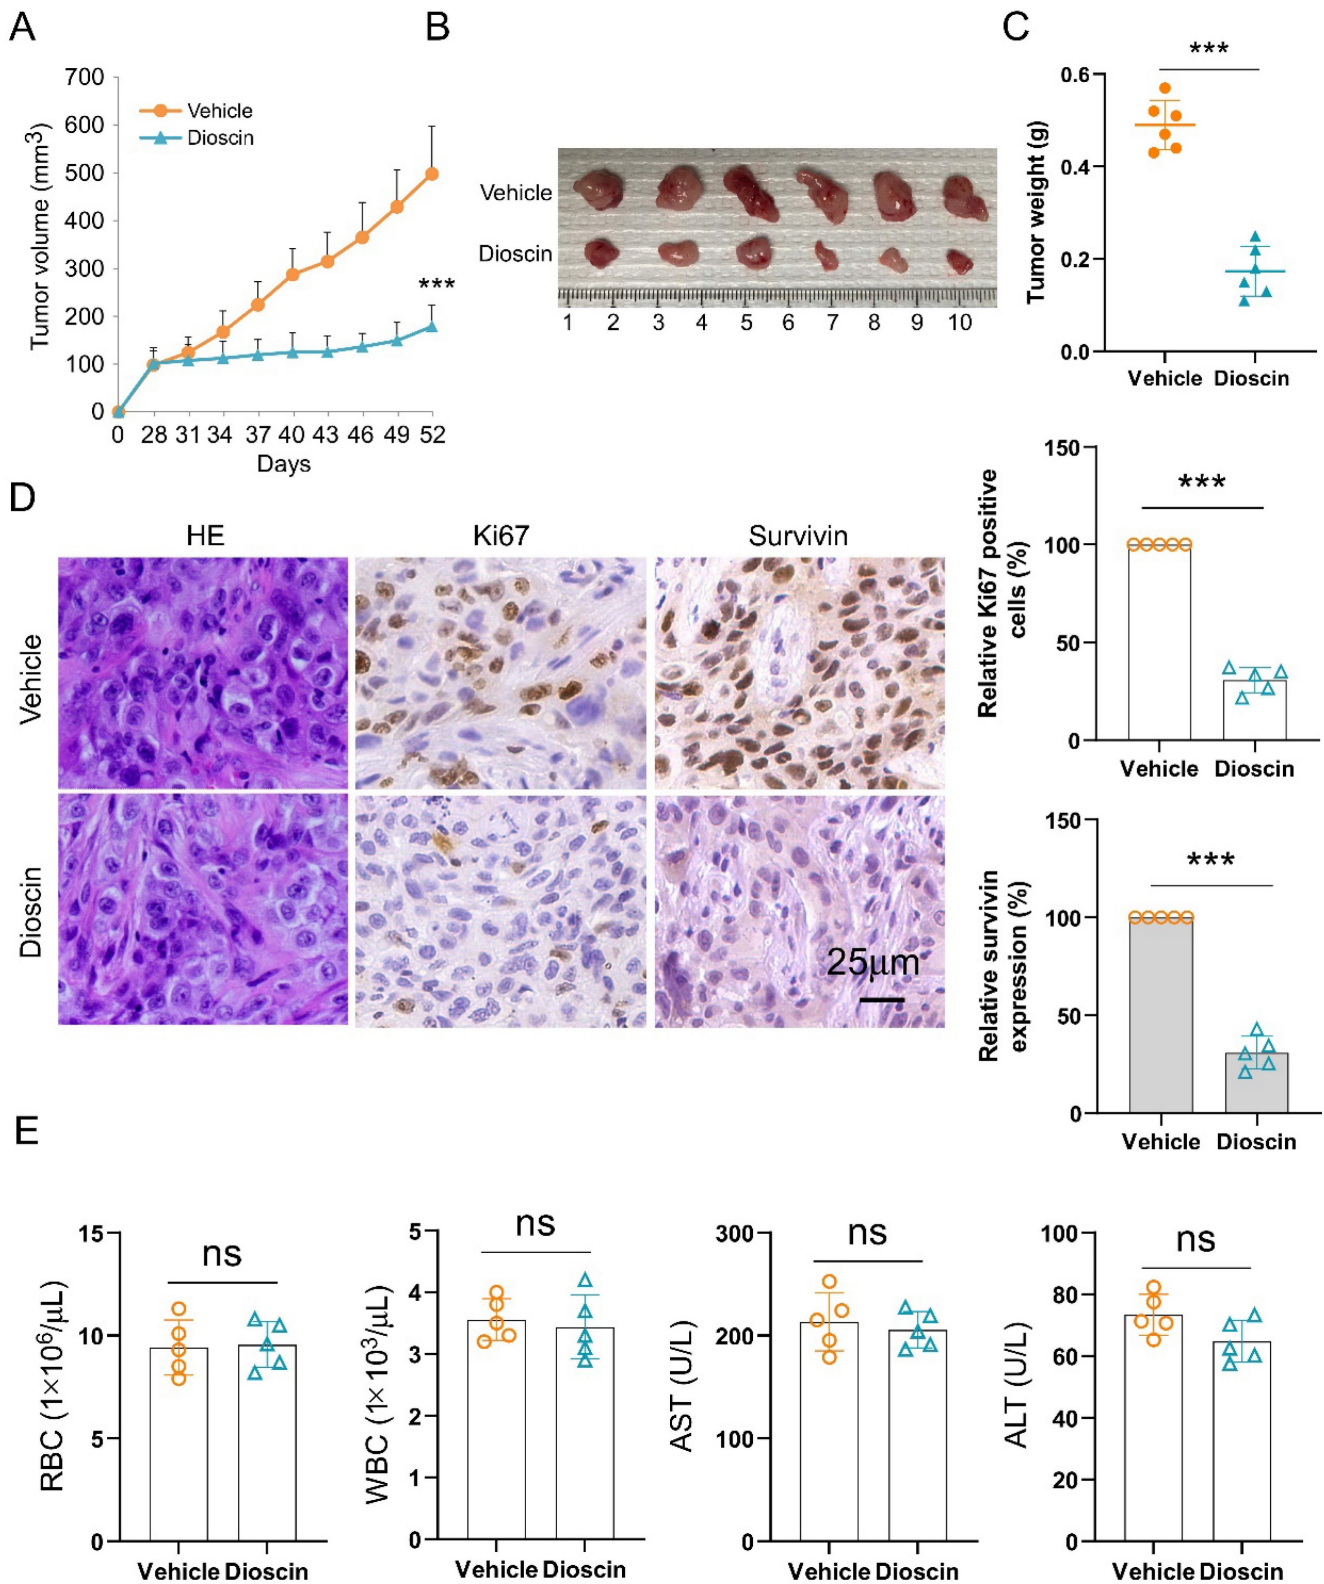 A
B
C
700
600
500
400
300
200
100
0
Tumor volume (mm3)
Vehicle
Dioscin
***
0 28 31 34 37 40 43 46 49 52
Days
Vehicle
Dioscin
1 2 3 4 5 6 7 8 9 10
***
0.6
0.4
0.2
0.0
Tumor weight (g)
Vehicle Dioscin
D
HE Ki67 Survivin
Vehicle
Dioscin
25μm
150
100
50
0
Relative Ki67 positive
cells (%)
***
Vehicle Dioscin
150
100
50
0
Relative survivin
expression (%)
***
Vehicle Dioscin
E
15
10
5
0
RBC (1×10⁶/μL)
ns
Vehicle Dioscin
5
4
3
2
1
0
WBC (1×10³/μL)
ns
Vehicle Dioscin
300
200
100
0
AST (U/L)
ns
Vehicle Dioscin
100
80
60
40
20
0
ALT (U/L)
ns
Vehicle Dioscin